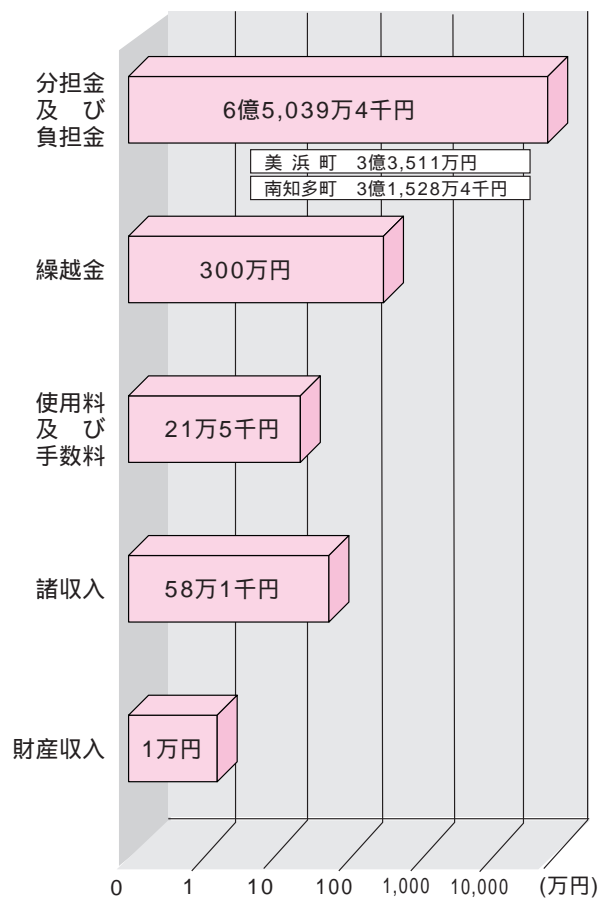 分担金
及 び
負担金
6億5,039万4千円
美 浜 町 3億3,511万円
南知多町 3億1,528万4千円
繰越金
300万円
使用料
及 び
手数料
21万5千円
諸収入
58万1千円
財産収入
1万円
0 1 10 100 1,000 10,000 (万円)